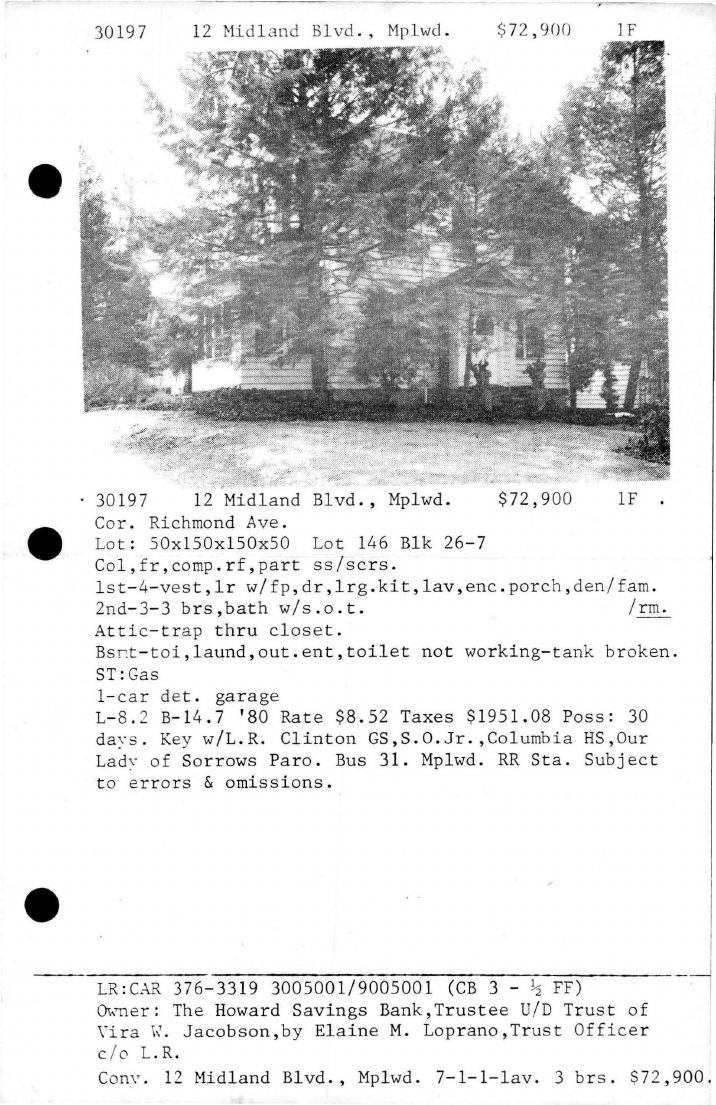 30197 12 Midland Blvd., Mplwd. $72,900 1F
30197 12 Midland Blvd., Mplwd. $72,900 1F .
Cor. Richmond Ave.
Lot: 50x150x150x50 Lot 146 Blk 26-7
Col,fr,comp.rf,part ss/scrs.
1st-4-vest,lr w/fp,dr,lrg.kit,lav,enc.porch,den/fam.
2nd-3-3 brs,bath w/s.o.t. /rm.
Attic-trap thru closet.
Bsmt-toi,laund,out.ent,toilet not working-tank broken.
ST:Gas
1-car det. garage
L-8.2 B-14.7 '80 Rate $8.52 Taxes $1951.08 Poss: 30
days. Key w/L.R. Clinton GS,S.O.Jr.,Columbia HS,Our
Lady of Sorrows Paro. Bus 31. Mplwd. RR Sta. Subject
to errors & omissions.
LR:CAR 376-3319 3005001/9005001 (CB 3 - ½ FF)
Owner: The Howard Savings Bank,Trustee U/D Trust of
Vira W. Jacobson,by Elaine M. Loprano,Trust Officer
c/o L.R.
Conv. 12 Midland Blvd., Mplwd. 7-1-1-lav. 3 brs. $72,900.